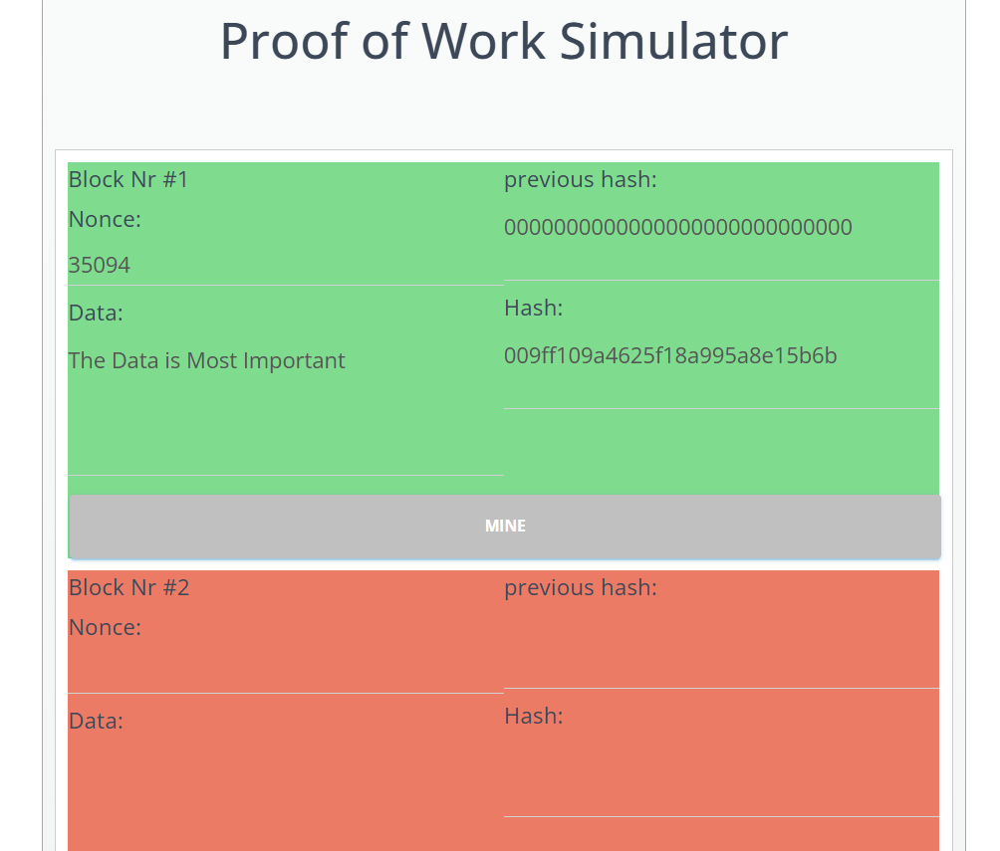 Proof of Work Simulator
Block Nr #1
Nonce:
35094
Data:
The Data is Most Important
previous hash:
0000000000000000000000000000
Hash:
009ff109a4625f18a995a8e15b6b
MINE
Block Nr #2
Nonce:
Data:
previous hash:
Hash: